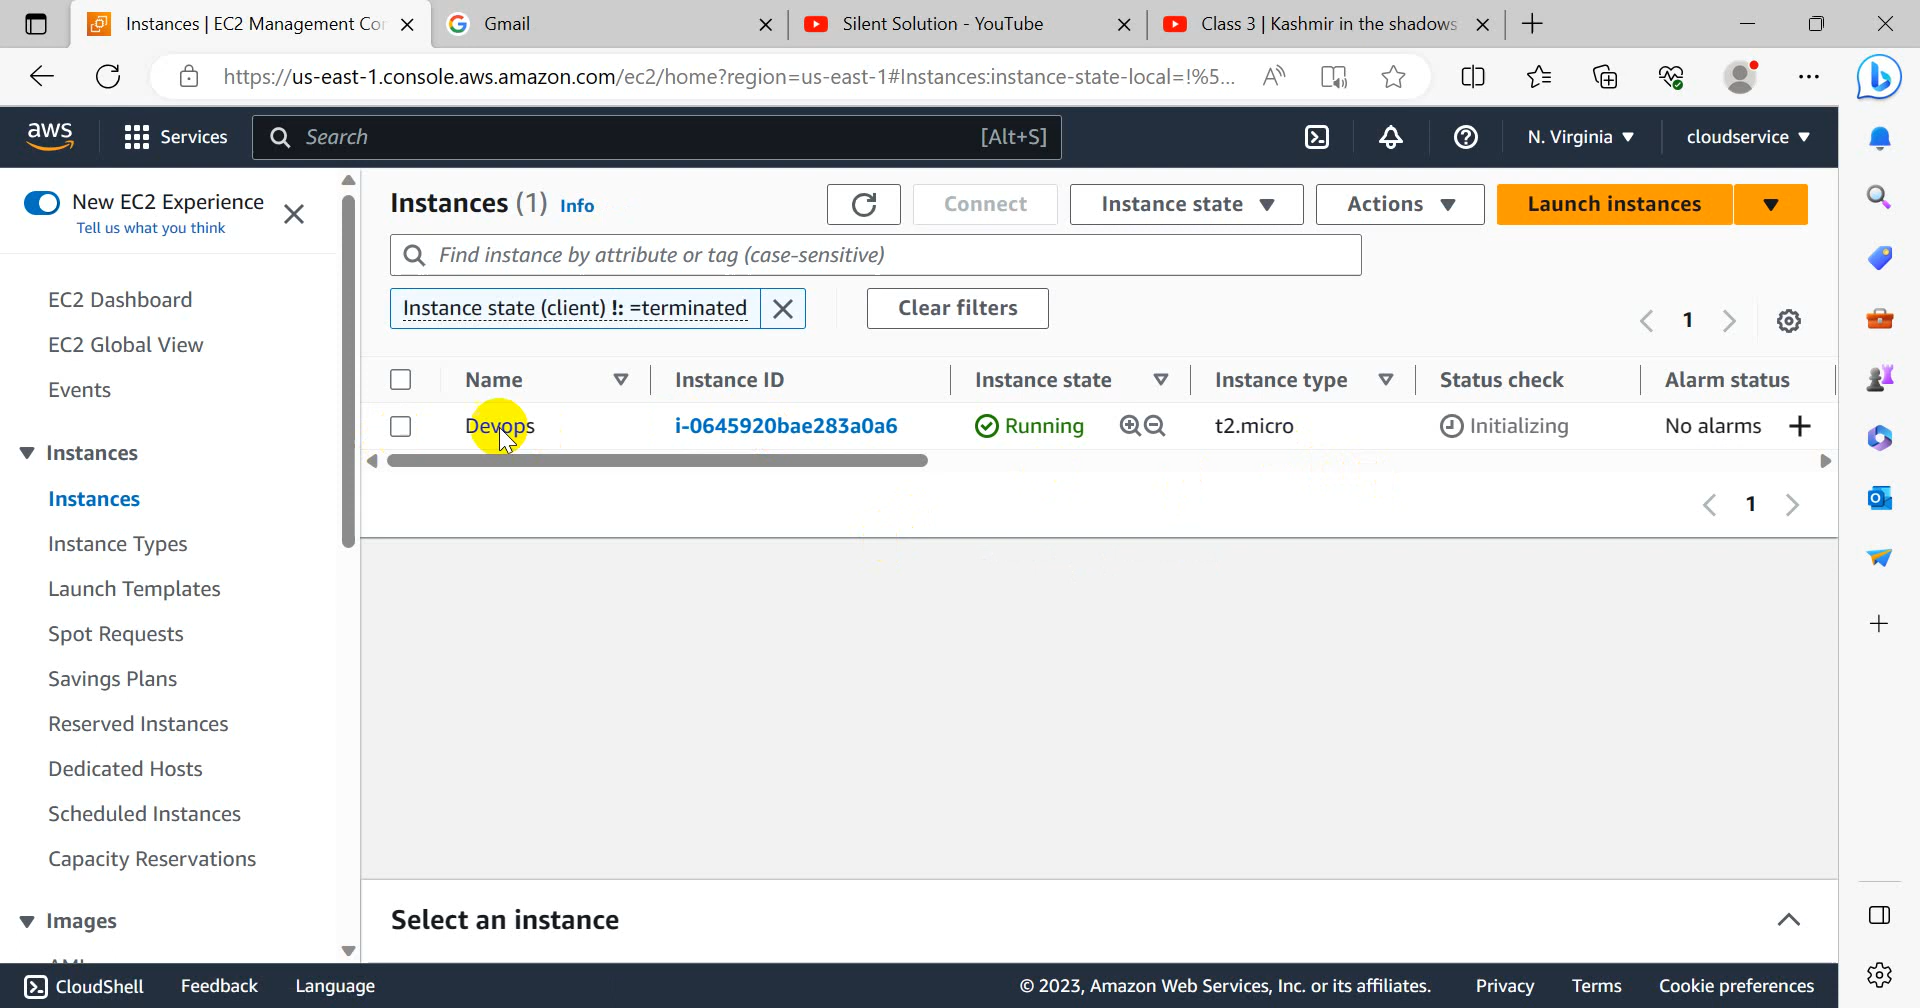 Instances | EC2 Management Con
Gmail
Silent Solution - YouTube
Class 3 | Kashmir in the shadows
https://us-east-1.console.aws.amazon.com/ec2/home?region=us-east-1#Instances:instance-state-local=!%5...
aws
Services
Search
[Alt+S]
N. Virginia
cloudservice
New EC2 Experience
Tell us what you think
EC2 Dashboard
EC2 Global View
Events
Instances
Instances
Instance Types
Launch Templates
Spot Requests
Savings Plans
Reserved Instances
Dedicated Hosts
Scheduled Instances
Capacity Reservations
Images
Instances (1) Info
Connect
Instance state
Actions
Launch instances
Find instance by attribute or tag (case-sensitive)
Instance state (client) !: =terminated
Clear filters
1
Name Instance ID Instance state Instance type Status check Alarm status
Devops i-0645920bae283a0a6 Running t2.micro Initializing No alarms +
1
Select an instance
CloudShell Feedback Language
© 2023, Amazon Web Services, Inc. or its affiliates. Privacy Terms Cookie preferences